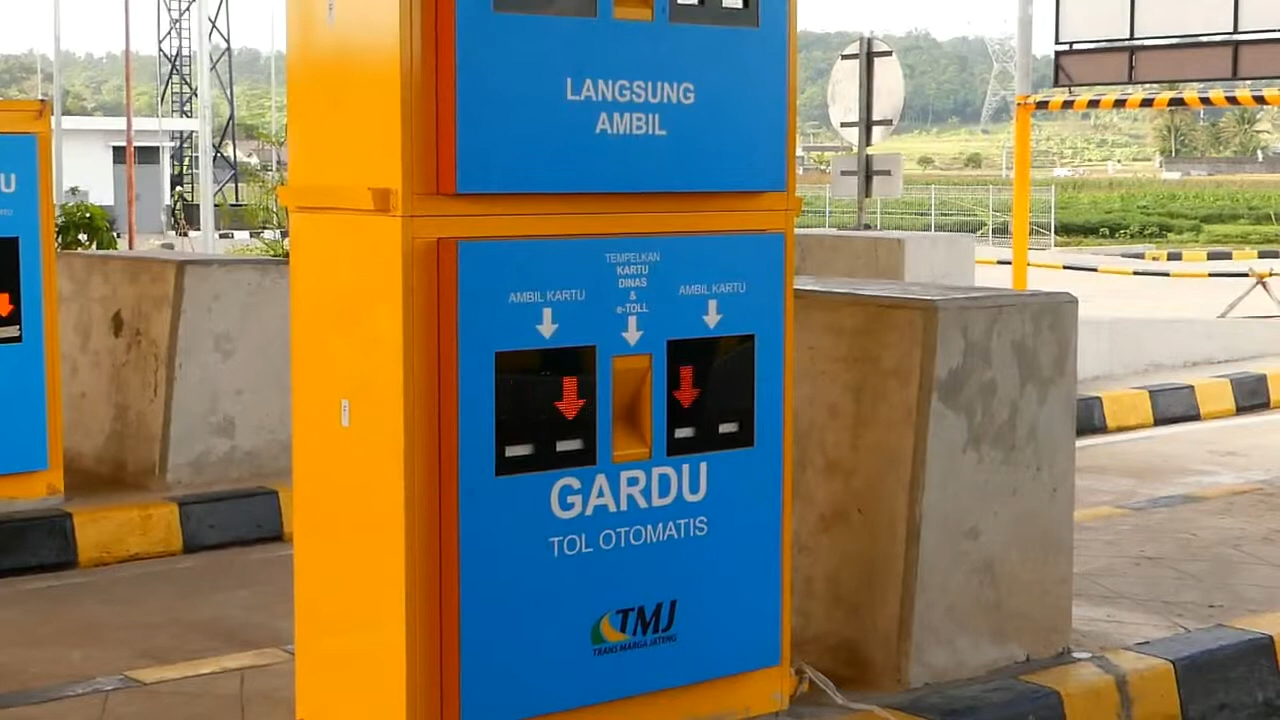 LANGSUNG
AMBIL
U
TEMPELKAN
KARTU
DINAS
&
e-TOLL
AMBIL KARTU
AMBIL KARTU
GARDU
TOL OTOMATIS
TMJ
TRANS MARGA JATENG